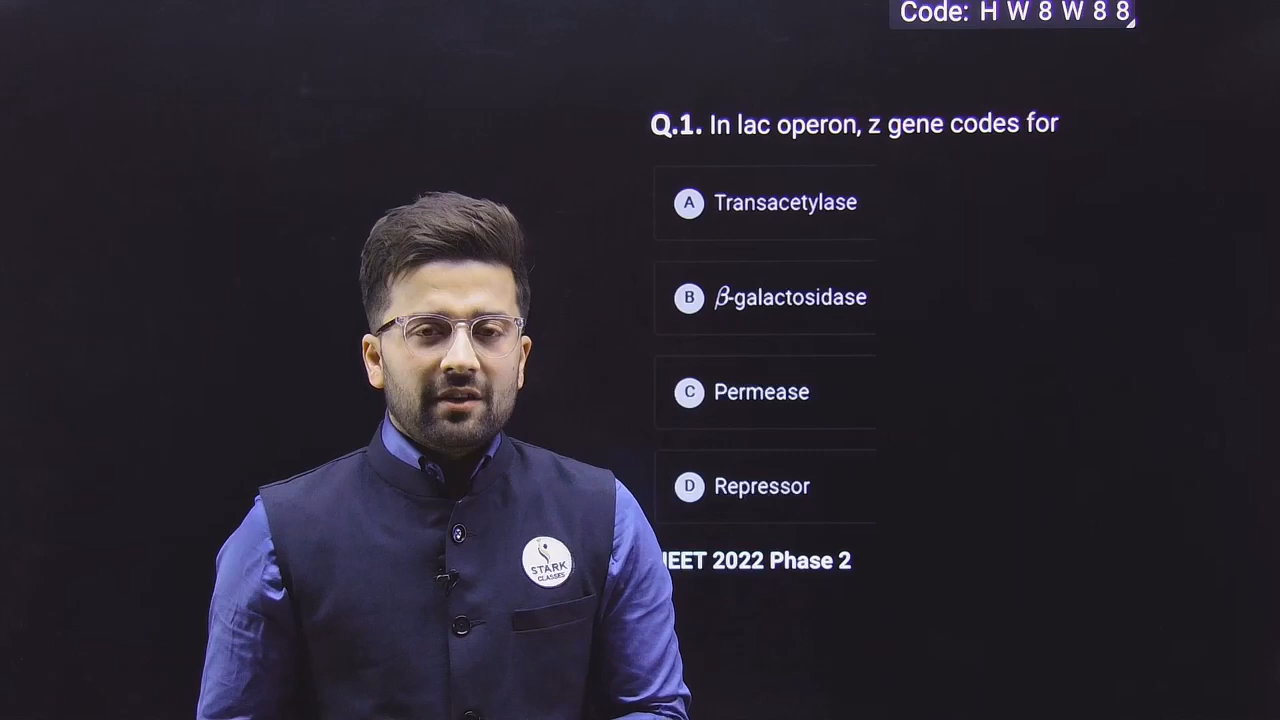 Code: H W 8 W 8 8
Q.1. In lac operon, z gene codes for
A Transacetylase
B β-galactosidase
C Permease
D Repressor
EET 2022 Phase 2
STARK
CLASSES